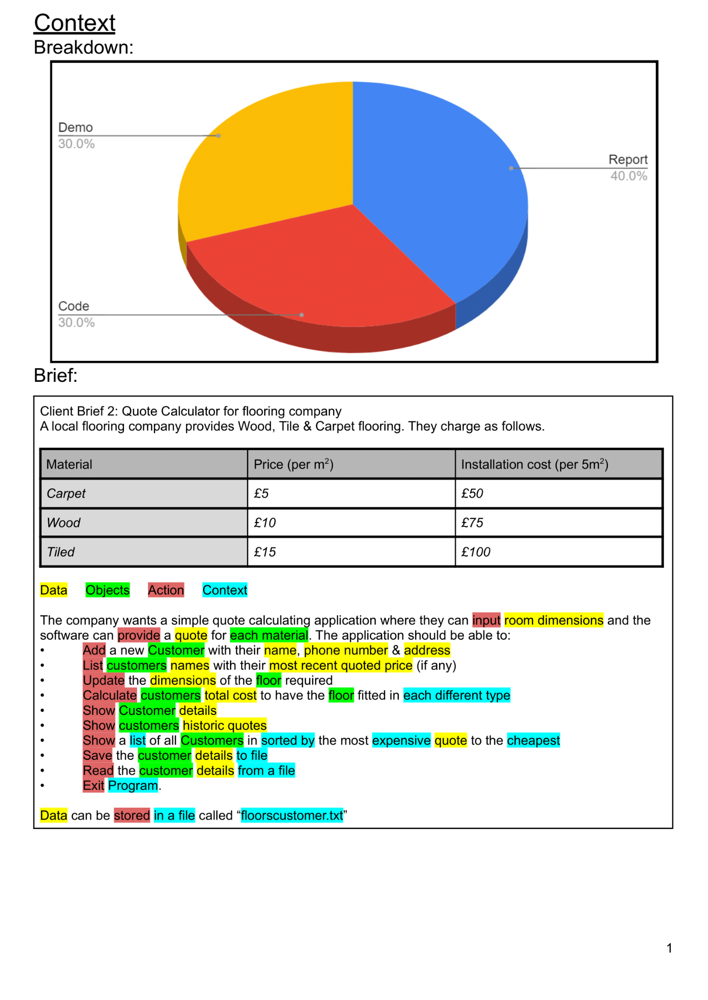 Context
Breakdown:
Demo
30.0%
Report
40.0%
Code
30.0%
Brief:
Client Brief 2: Quote Calculator for flooring company
A local flooring company provides Wood, Tile & Carpet flooring. They charge as follows.
Material Price (per m²) Installation cost (per 5m²)
Carpet £5 £50
Wood £10 £75
Tiled £15 £100
Data Objects Action Context
The company wants a simple quote calculating application where they can input room dimensions and the
software can provide a quote for each material. The application should be able to:
• Add a new Customer with their name, phone number & address
• List customers names with their most recent quoted price (if any)
• Update the dimensions of the floor required
• Calculate customers total cost to have the floor fitted in each different type
• Show Customer details
• Show customers historic quotes
• Show a list of all Customers in sorted by the most expensive quote to the cheapest
• Save the customer details to file
• Read the customer details from a file
• Exit Program.
Data can be stored in a file called “floorscustomer.txt”
1